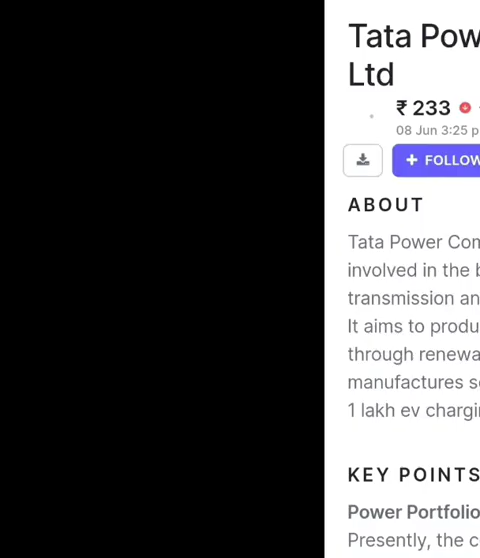 Tata Pow
Ltd
₹ 233
08 Jun 3:25 p
FOLLOW
ABOUT
Tata Power Com
involved in the b
transmission an
It aims to produ
through renewa
manufactures s
1 lakh ev chargi
KEY POINTS
Power Portfolio
Presently, the c